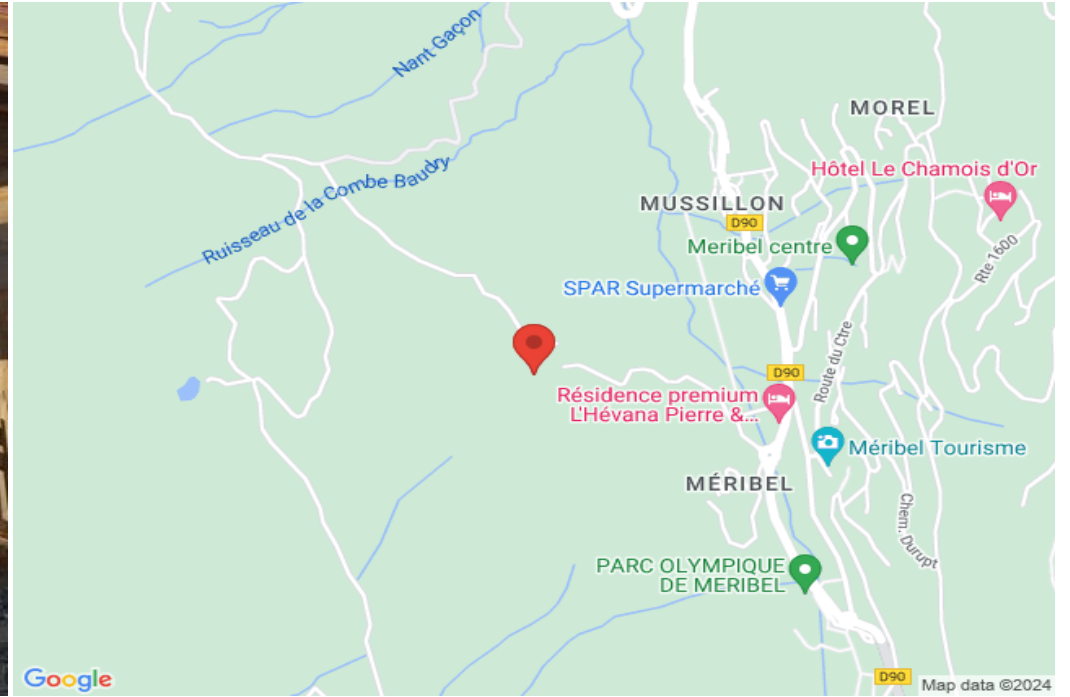 Nant Gaçon
MOREL
Ruisseau de la Combe Baudry
Hôtel Le Chamois d'Or
MUSSILLON
D90
Meribel centre
Rte 1600
SPAR Supermarché
Route du Ctre
D90
Résidence premium
L'Hévana Pierre &...
Méribel Tourisme
MÉRIBEL
Chem. Durupt
PARC OLYMPIQUE
DE MERIBEL
Google
D90
Map data ©2024